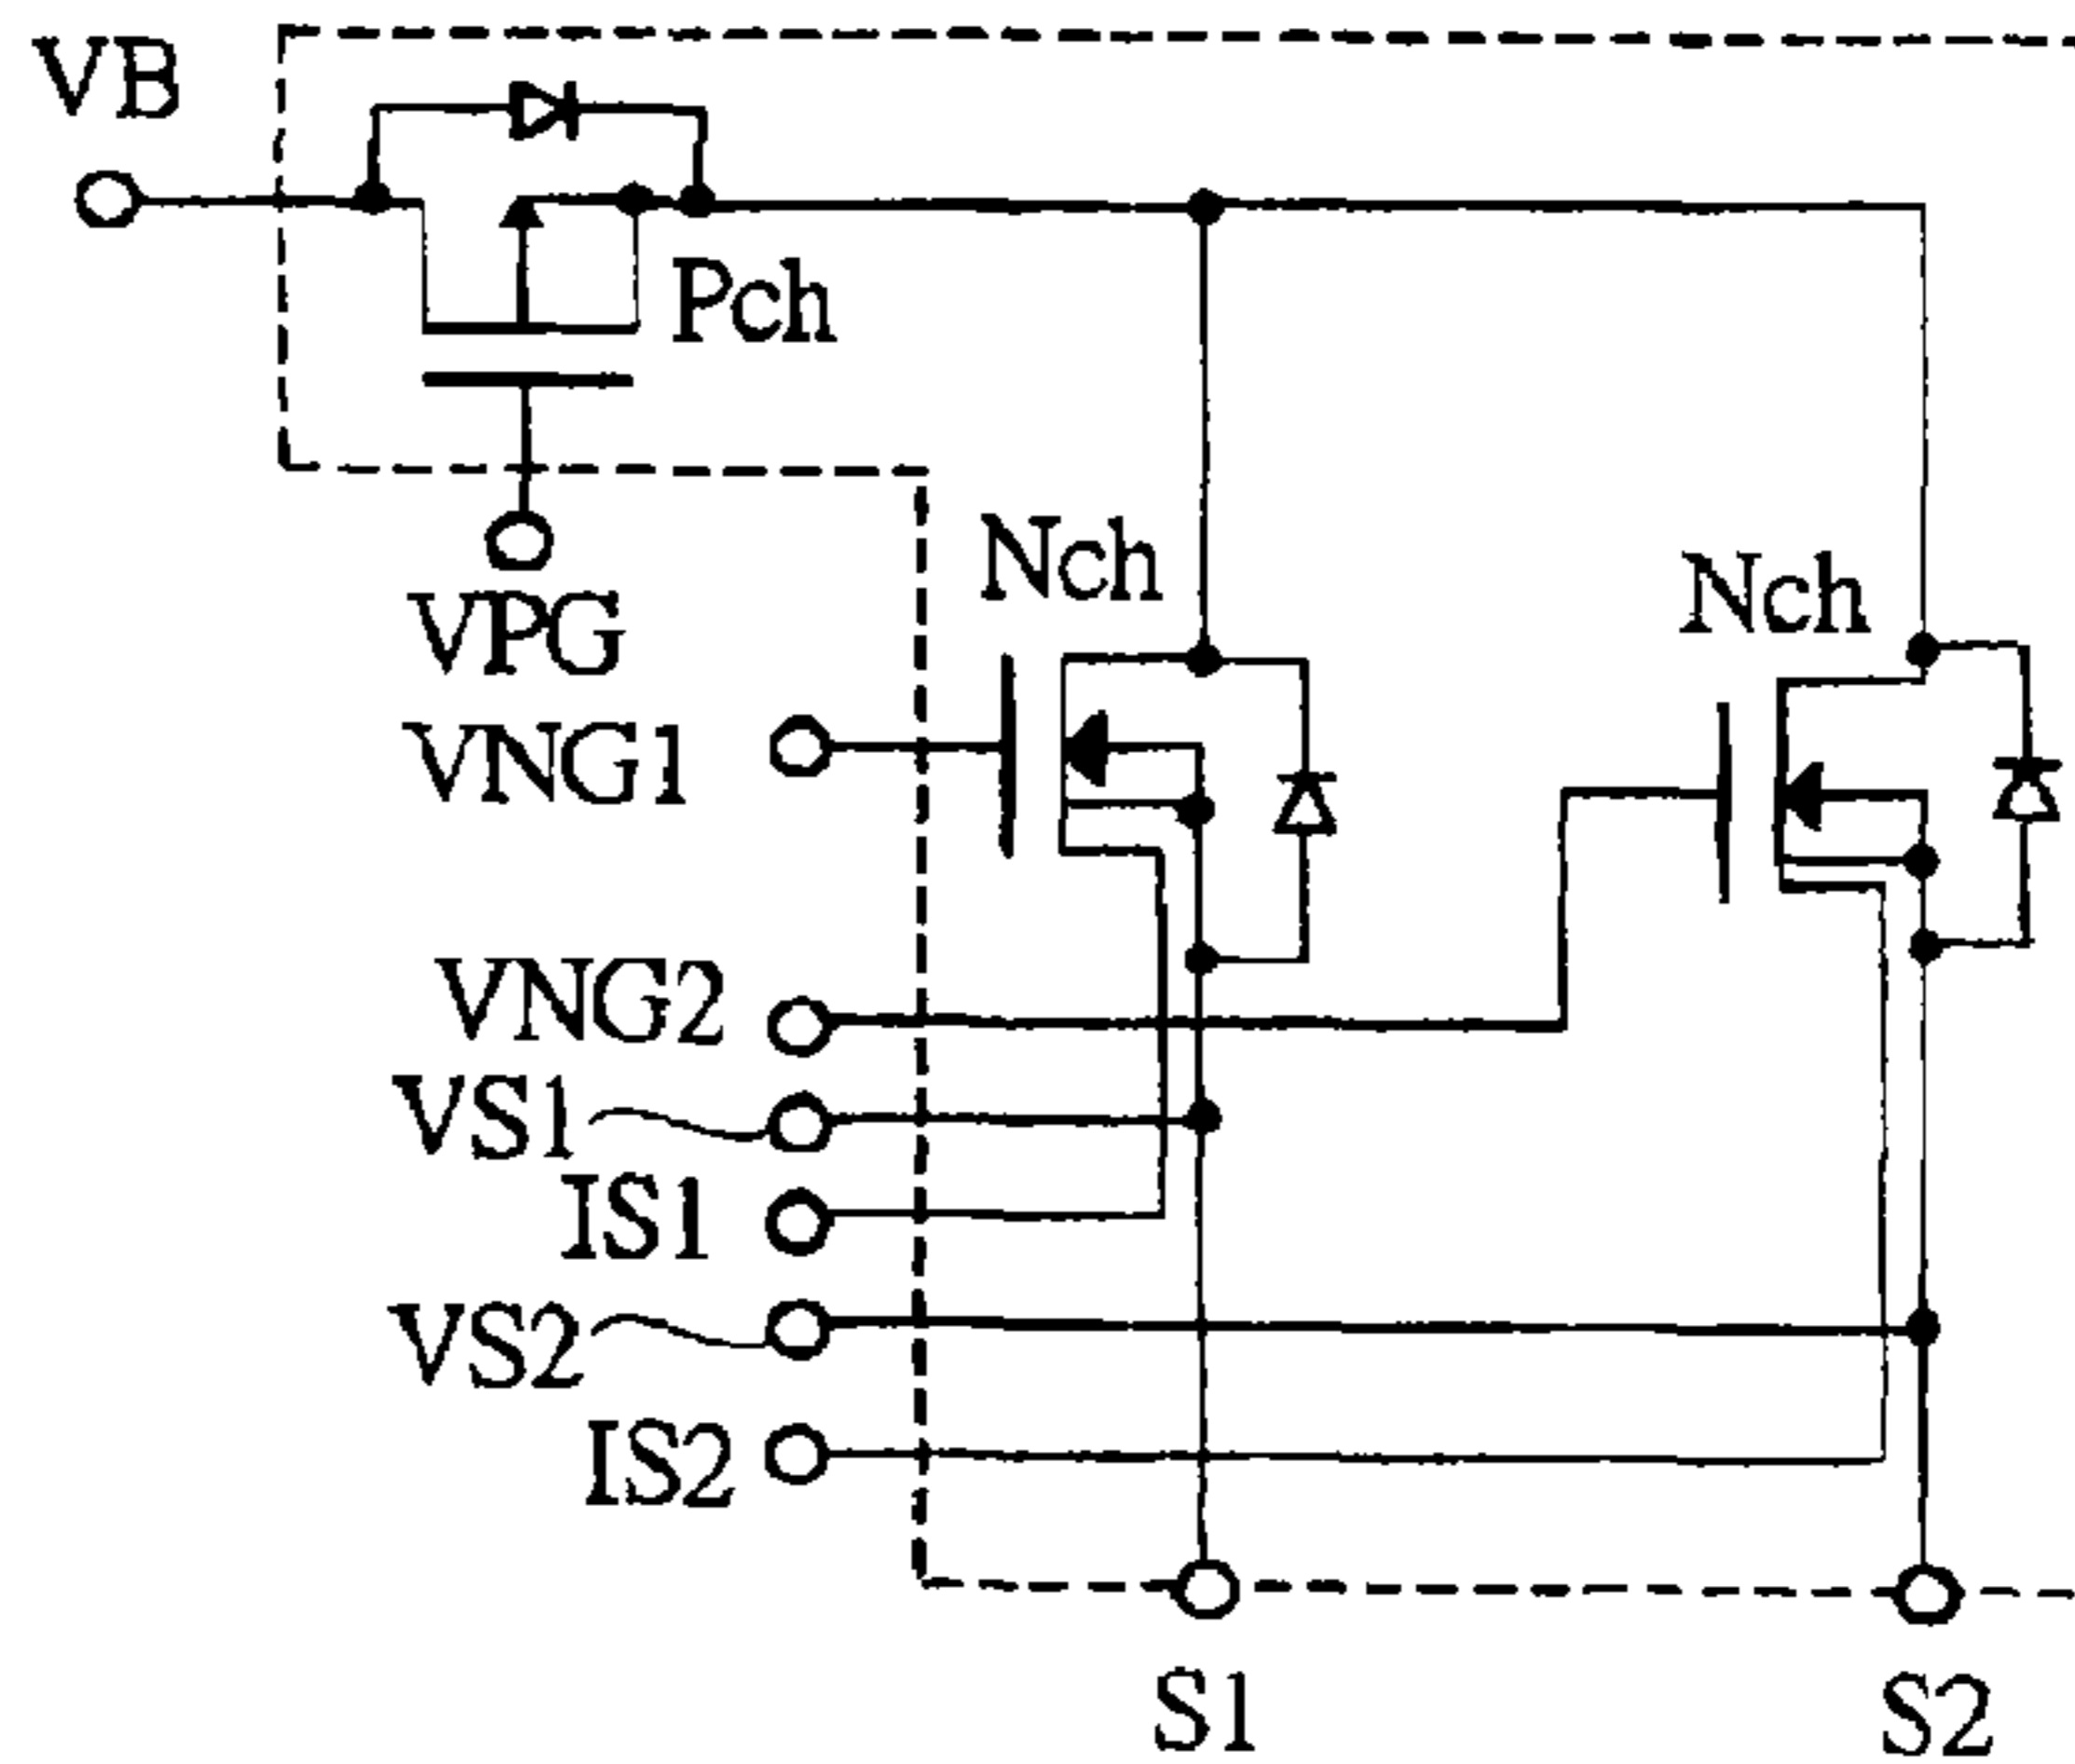 VB
Pch
Nch
Nch
VPG
VNG1
VNG2
VS1
IS1
VS2
IS2
S1
S2